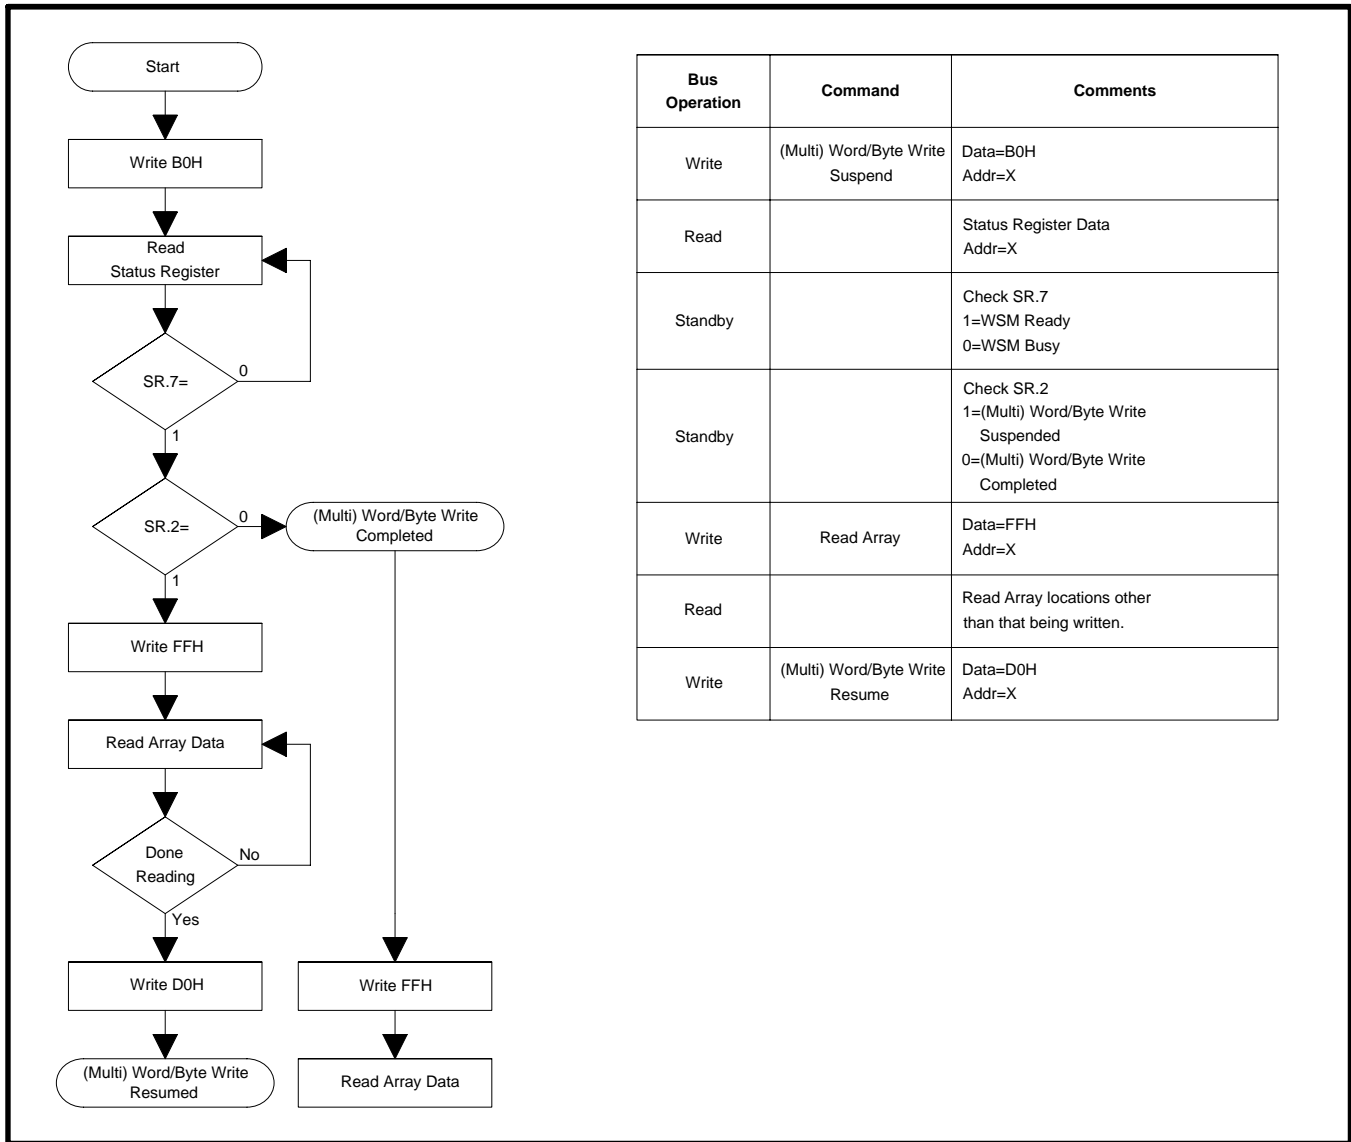 Start
Write B0H
Read
Status Register
SR.7=
0
1
SR.2=
0
(Multi) Word/Byte Write
Completed
1
Write FFH
Read Array Data
Done
Reading
No
Yes
Write D0H
Write FFH
(Multi) Word/Byte Write
Resumed
Read Array Data
Bus
Operation
Command
Comments
Write
(Multi) Word/Byte Write
Suspend
Data=B0H
Addr=X
Read
Status Register Data
Addr=X
Standby
Check SR.7
1=WSM Ready
0=WSM Busy
Standby
Check SR.2
1=(Multi) Word/Byte Write
Suspended
0=(Multi) Word/Byte Write
Completed
Write
Read Array
Data=FFH
Addr=X
Read
Read Array locations other
than that being written.
Write
(Multi) Word/Byte Write
Resume
Data=D0H
Addr=X